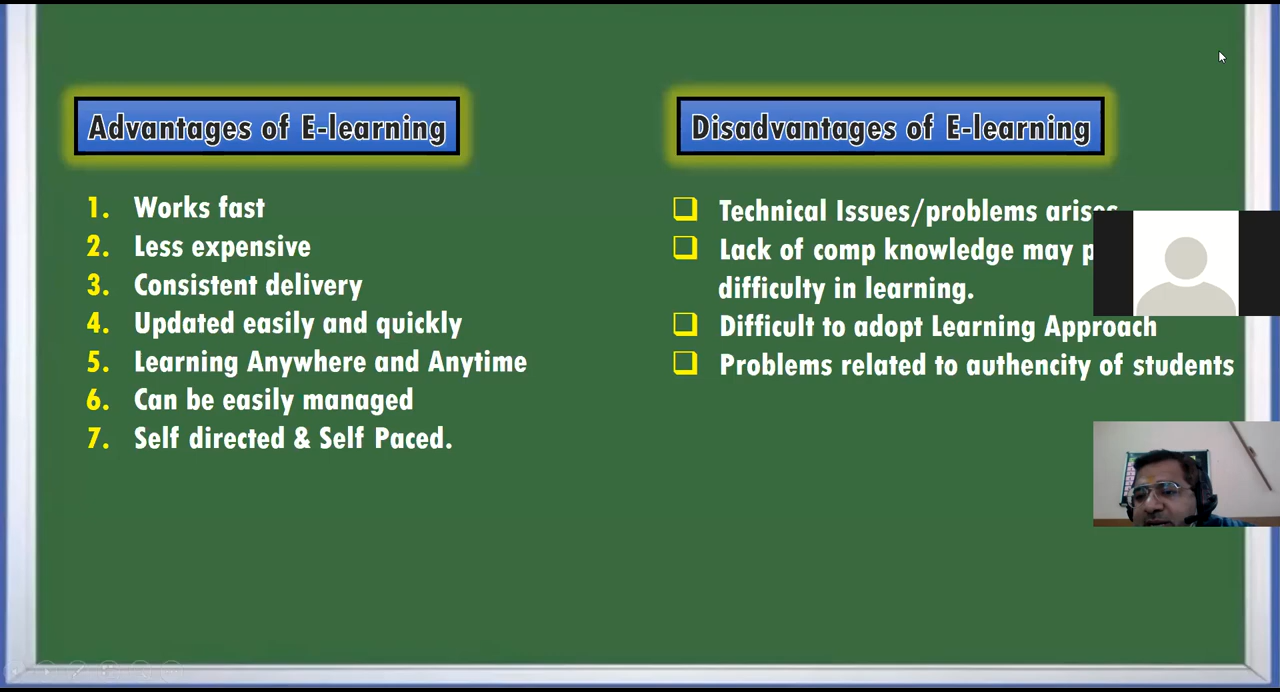 Advantages of E-learning
1. Works fast
2. Less expensive
3. Consistent delivery
4. Updated easily and quickly
5. Learning Anywhere and Anytime
6. Can be easily managed
7. Self directed & Self Paced.
Disadvantages of E-learning
Technical Issues/problems arises
Lack of comp knowledge may
difficulty in learning.
Difficult to adopt Learning Approach
Problems related to authencity of students